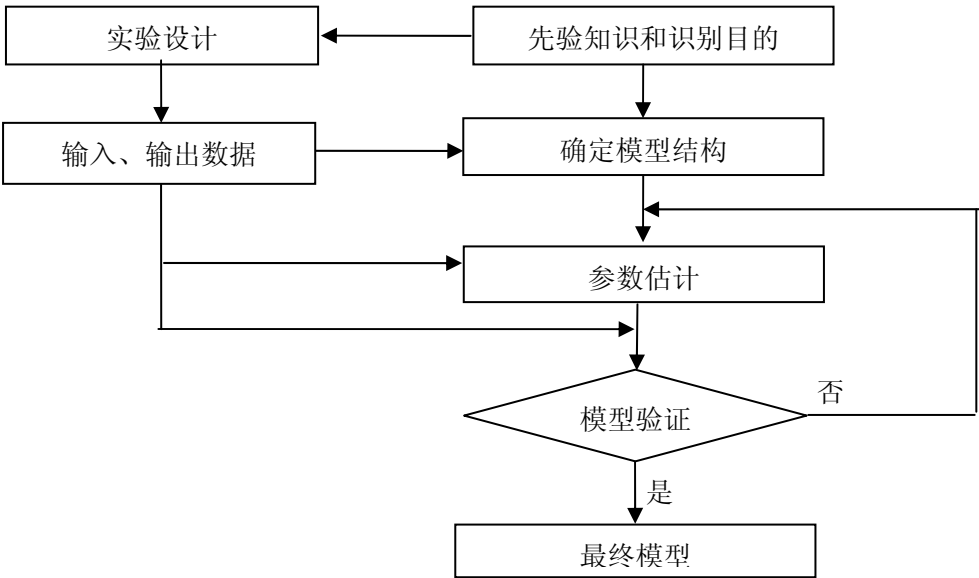 实验设计
先验知识和识别目的
输入、输出数据
确定模型结构
参数估计
模型验证
否
是
最终模型